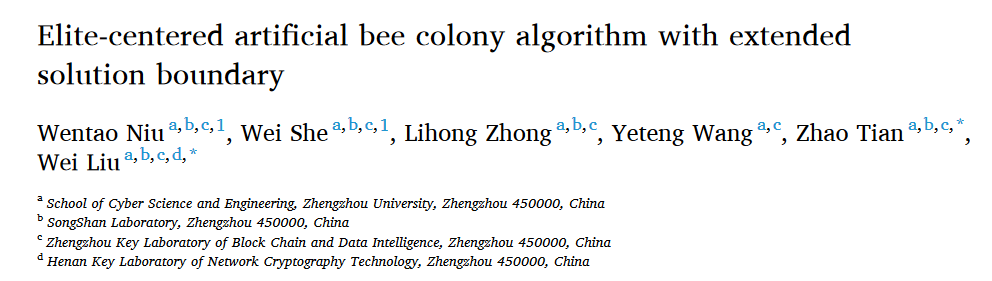 Elite-centered artificial bee colony algorithm with extended
solution boundary
Wentao Niu a,b,c,1, Wei She a,b,c,1, Lihong Zhong a,b,c, Yeteng Wang a,c, Zhao Tian a,b,c,*,
Wei Liu a,b,c,d,*
a School of Cyber Science and Engineering, Zhengzhou University, Zhengzhou 450000, China
b SongShan Laboratory, Zhengzhou 450000, China
c Zhengzhou Key Laboratory of Block Chain and Data Intelligence, Zhengzhou 450000, China
d Henan Key Laboratory of Network Cryptography Technology, Zhengzhou 450000, China